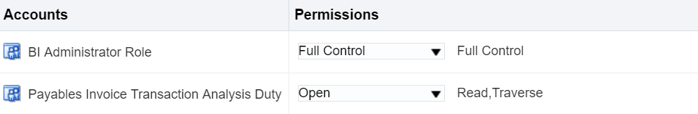 Accounts Permissions
BI Administrator Role Full Control Full Control
Payables Invoice Transaction Analysis Duty Open Read,Traverse